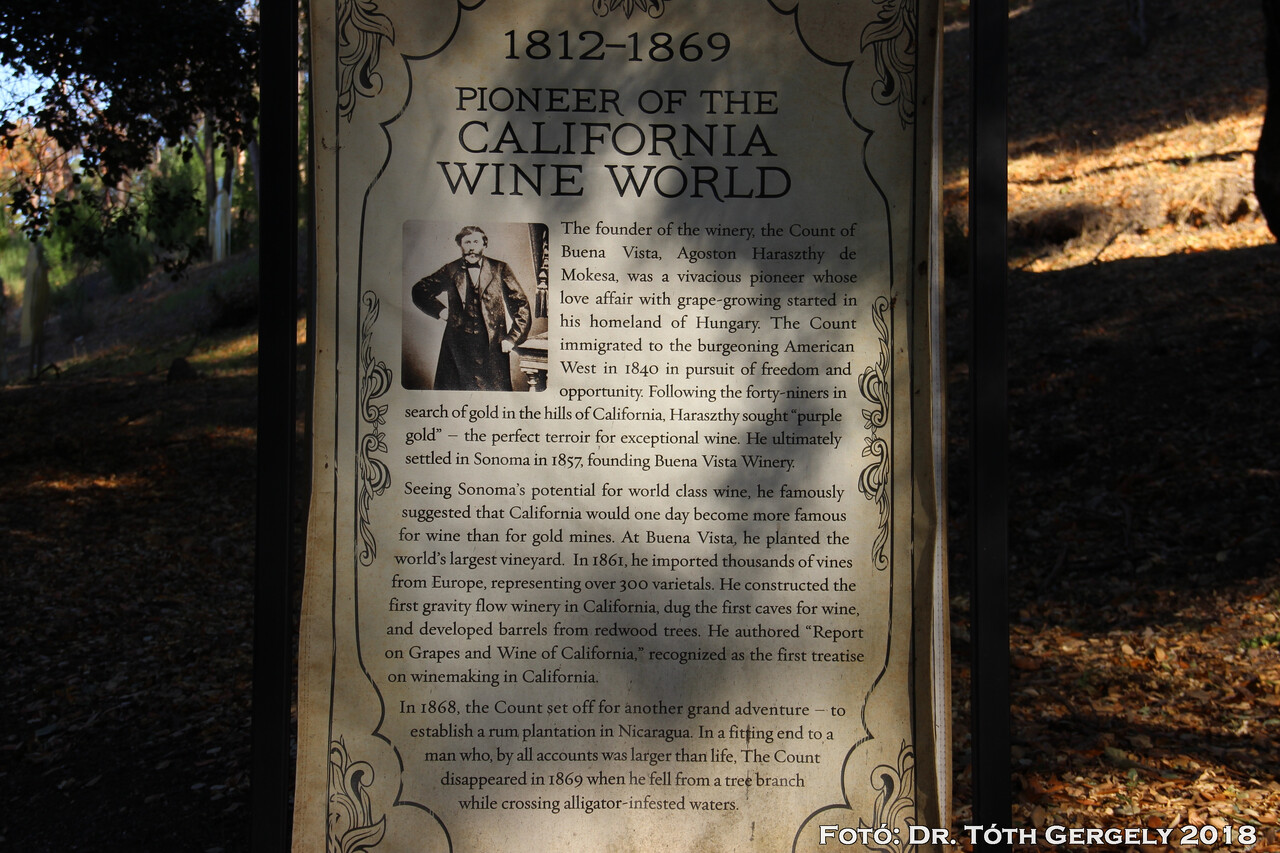 1812–1869
PIONEER OF THE
CALIFORNIA
WINE WORLD
The founder of the winery, the Count of
Buena Vista, Agoston Haraszthy de
Mokesa, was a vivacious pioneer whose
love affair with grape-growing started in
his homeland of Hungary. The Count
immigrated to the burgeoning American
West in 1840 in pursuit of freedom and
opportunity. Following the forty-niners in
search of gold in the hills of California, Haraszthy sought “purple
gold” – the perfect terroir for exceptional wine. He ultimately
settled in Sonoma in 1857, founding Buena Vista Winery.
Seeing Sonoma’s potential for world class wine, he famously
suggested that California would one day become more famous
for wine than for gold mines. At Buena Vista, he planted the
world’s largest vineyard. In 1861, he imported thousands of vines
from Europe, representing over 300 varietals. He constructed the
first gravity flow winery in California, dug the first caves for wine,
and developed barrels from redwood trees. He authored “Report
on Grapes and Wine of California,” recognized as the first treatise
on winemaking in California.
In 1868, the Count set off for another grand adventure – to
establish a rum plantation in Nicaragua. In a fitting end to a
man who, by all accounts was larger than life, The Count
disappeared in 1869 when he fell from a tree branch
while crossing alligator-infested waters.
Fotó: Dr. Tóth Gergely 2018